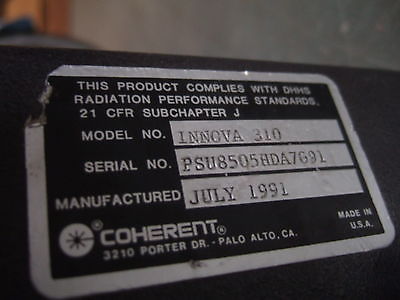 THIS PRODUCT COMPLIES WITH DHHS
RADIATION PERFORMANCE STANDARDS,
21 CFR SUBCHAPTER J
MODEL NO. INNOVA 310
SERIAL NO. PSU8505HDA7691
MANUFACTURED JULY 1991
COHERENT®
3210 PORTER DR. - PALO ALTO, CA.
MADE IN
U.S.A.